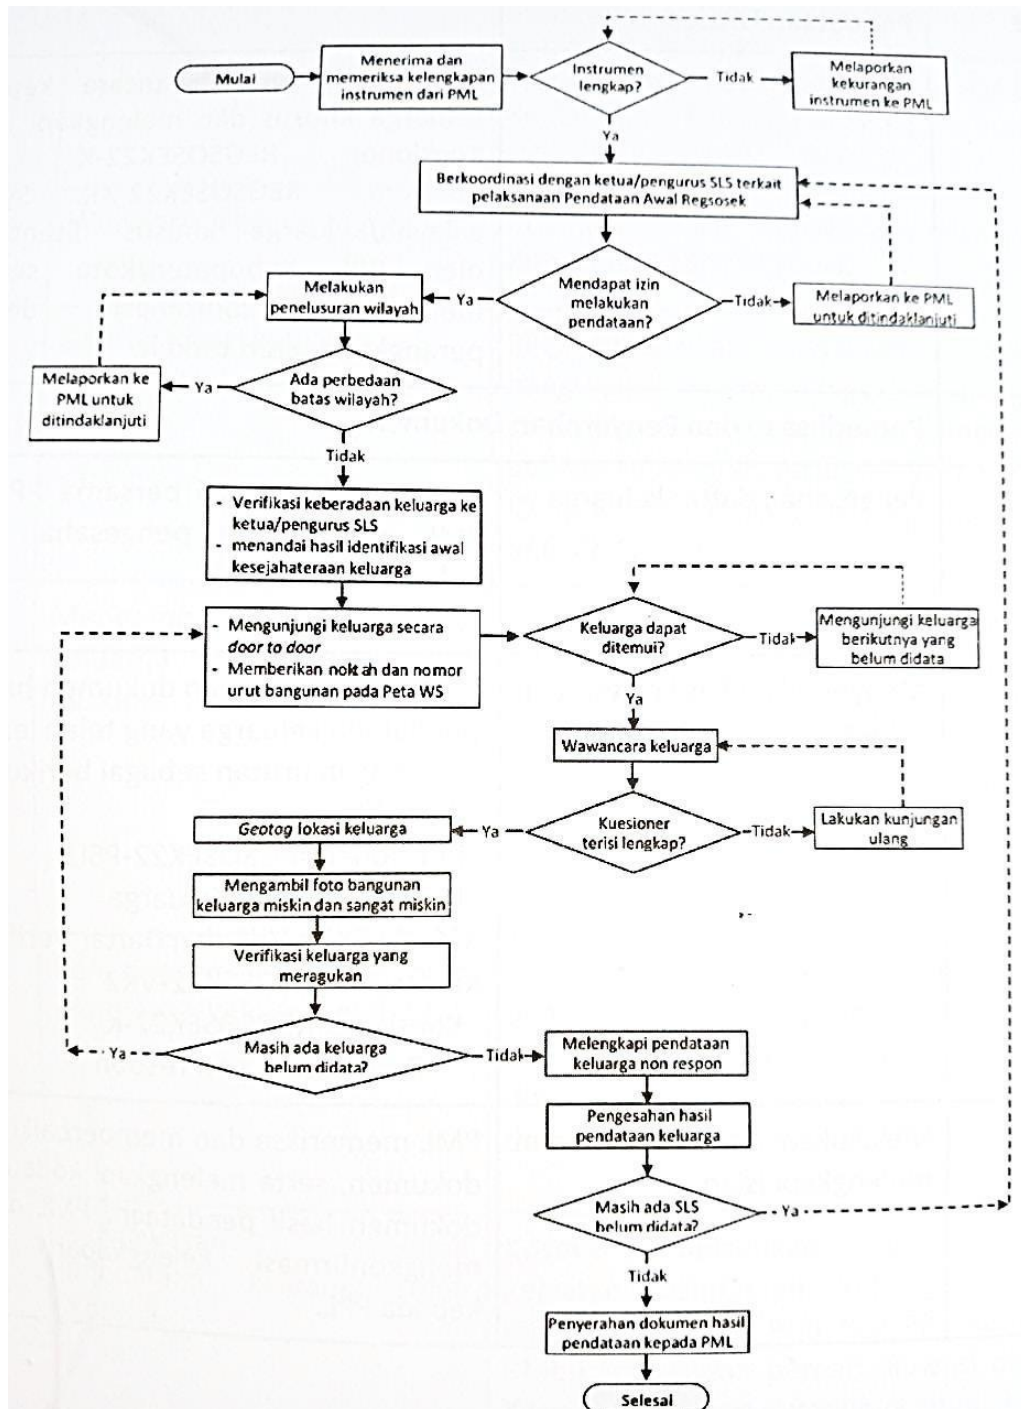 Mulai
Menerima dan
memeriksa kelengkapan
instrumen dari PML
Instrumen
lengkap?
Tidak
Melaporkan
kekurangan
instrumen ke PML
Ya
Berkoordinasi dengan ketua/pengurus SLS terkait
pelaksanaan Pendataan Awal Regsosek
Mendapat izin
melakukan
pendataan?
Tidak
Melaporkan ke PML
untuk ditindaklanjuti
Ya
Melakukan
penelusuran wilayah
Ada perbedaan
batas wilayah?
Ya
Melaporkan ke
PML untuk
ditindaklanjuti
Tidak
- Verifikasi keberadaan keluarga ke
ketua/pengurus SLS
- menandai hasil identifikasi awal
kesejahateraan keluarga
- Mengunjungi keluarga secara
door to door
- Memberikan noktah dan nomor
urut bangunan pada Peta WS
Keluarga dapat
ditemui?
Tidak
Mengunjungi keluarga
berikutnya yang
belum didata
Ya
Wawancara keluarga
Kuesioner
terisi lengkap?
Tidak
Lakukan kunjungan
ulang
Ya
Geotag lokasi keluarga
Mengambil foto bangunan
keluarga miskin dan sangat miskin
Verifikasi keluarga yang
meragukan
Masih ada keluarga
belum didata?
Ya
Tidak
Melengkapi pendataan
keluarga non respon
Pengesahan hasil
pendataan keluarga
Masih ada SLS
belum didata?
Ya
Tidak
Penyerahan dokumen hasil
pendataan kepada PML
Selesai